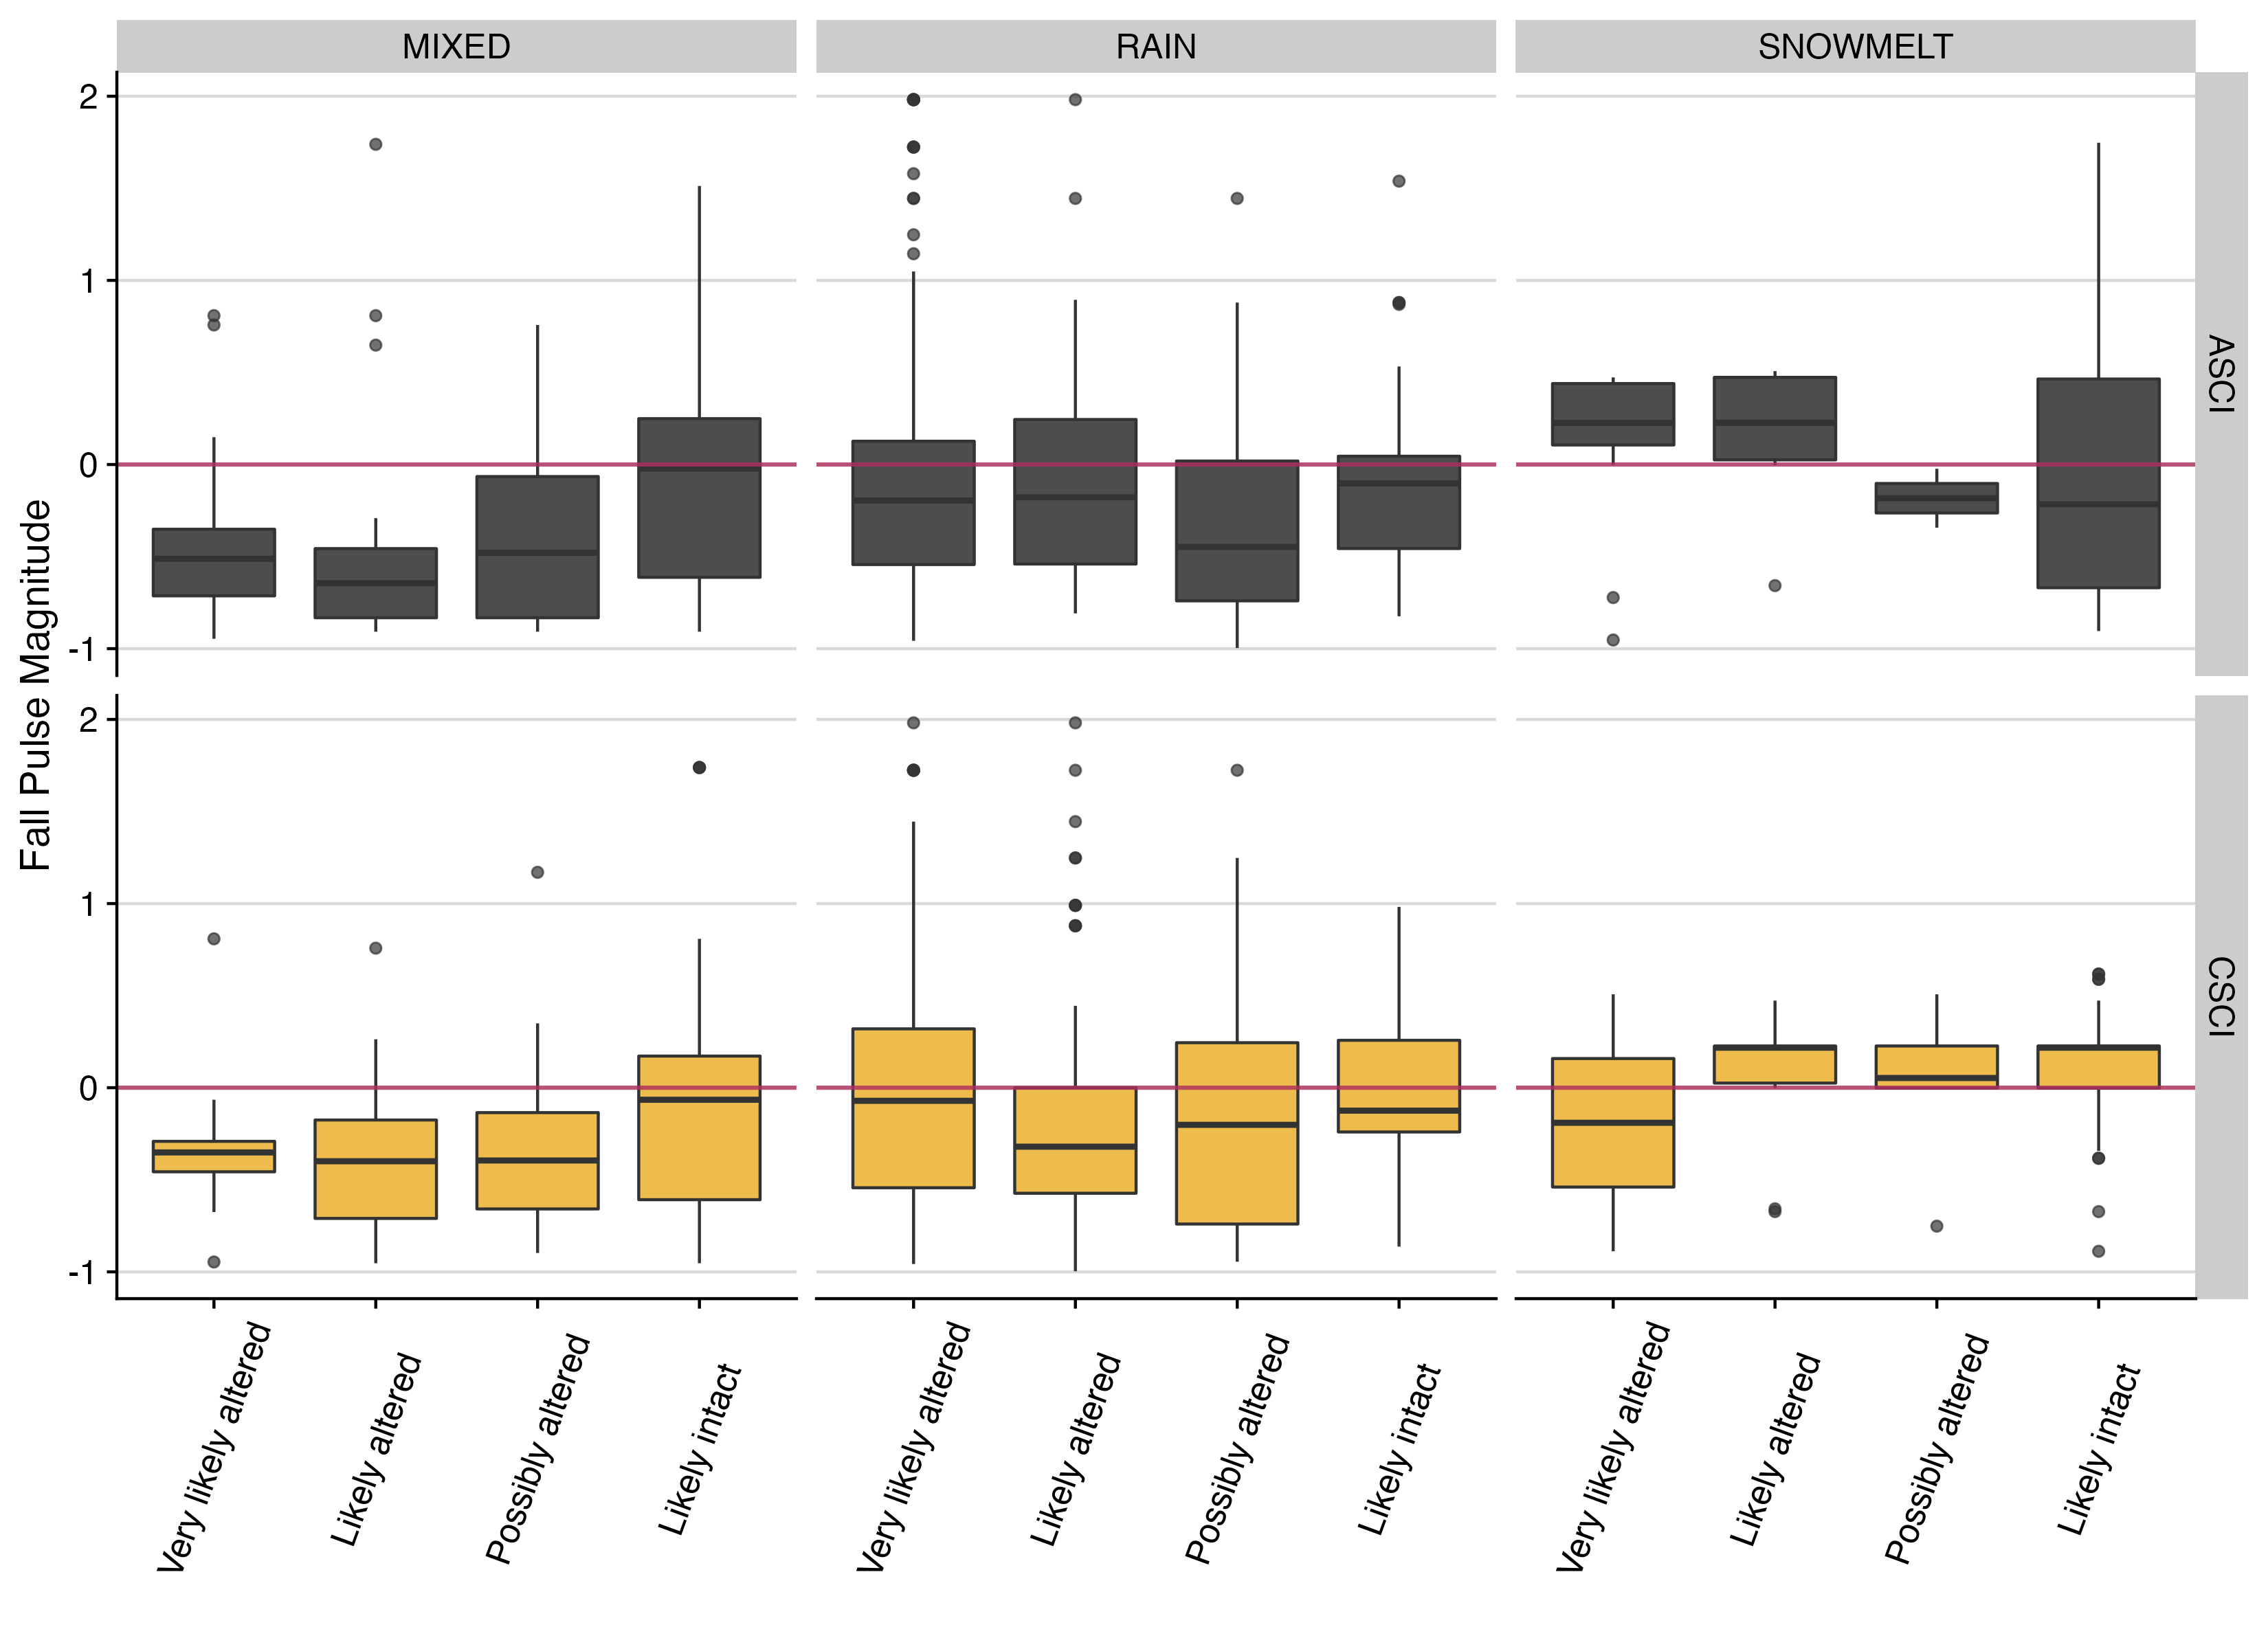 MIXED
RAIN
SNOWMELT
Fall Pulse Magnitude
2
1
0
-1
ASCI
2
1
0
-1
CSCI
Very likely altered
Likely altered
Possibly altered
Likely intact
Very likely altered
Likely altered
Possibly altered
Likely intact
Very likely altered
Likely altered
Possibly altered
Likely intact